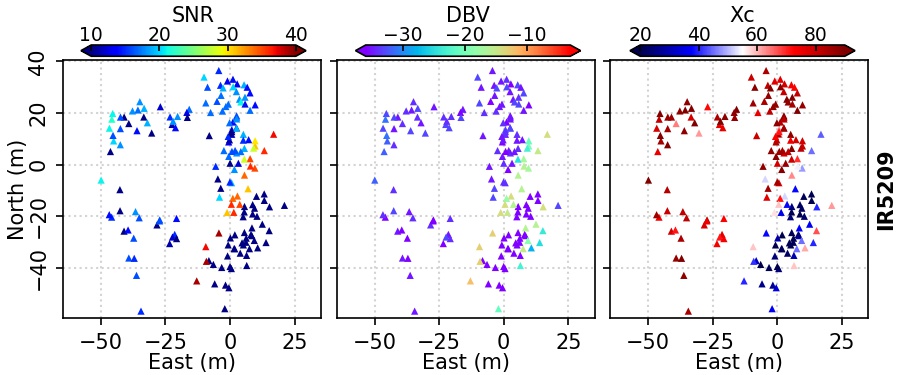 SNR DBV Xc
10 20 30 40 −30 −20 −10 20 40 60 80
40
20
0
−20
−40
North (m)
−50 −25 0 25 −50 −25 0 25 −50 −25 0 25
East (m) East (m) East (m)
IR5209